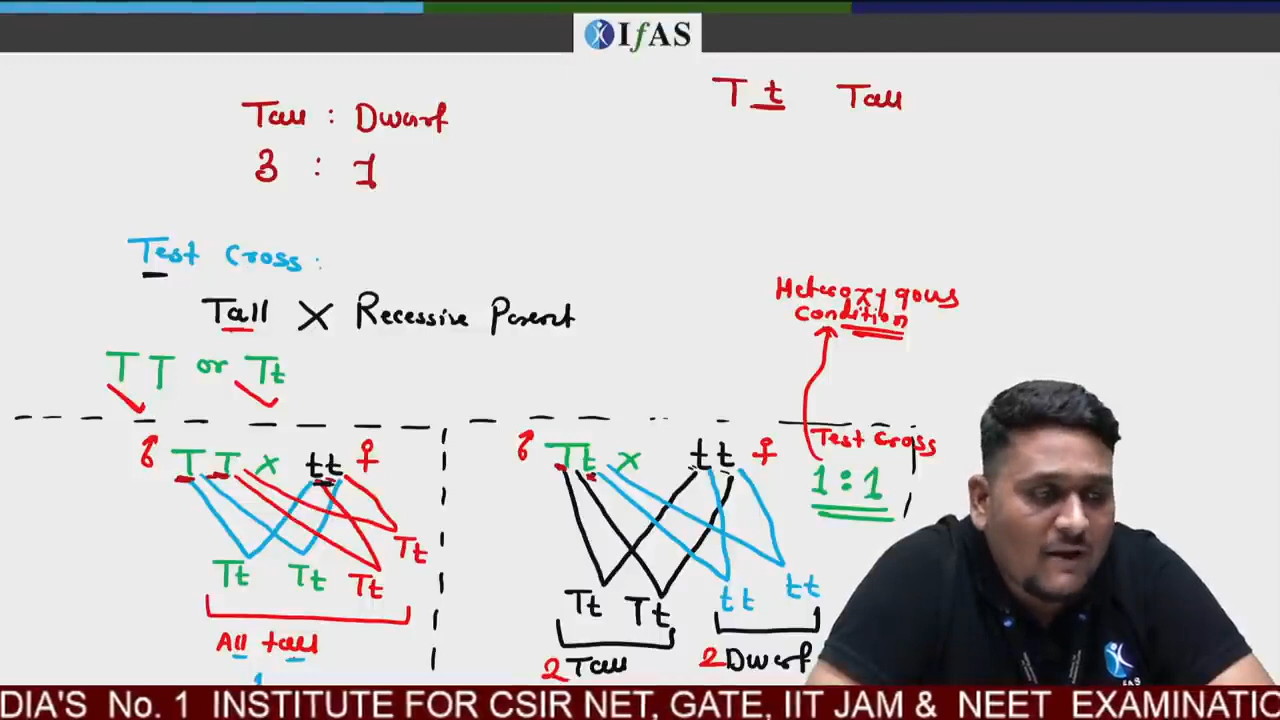 IfAS
T t Tall
Tall : Dwarf
3 : 1
Test Cross:
Tall X Recessive Parent
TT or Tt
Heterozygous
Condition
♂ TT x tt ♀
♂ Tt x tt ♀
Test Cross
1:1
Tt Tt Tt Tt
Tt Tt tt tt
All tall
2 Tall 2 Dwarf
IFAS
DIA'S No. 1 INSTITUTE FOR CSIR NET, GATE, IIT JAM & NEET EXAMINATIO